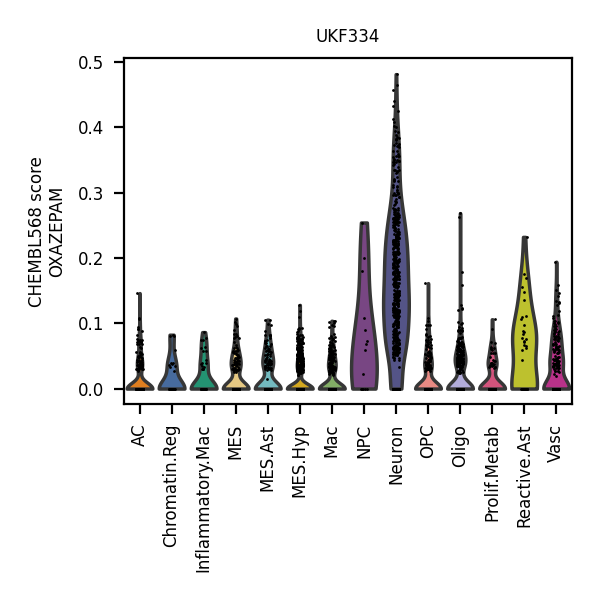 UKF334
CHEMBL568 score
OXAZEPAM
0.5
0.4
0.3
0.2
0.1
0.0
AC
Chromatin.Reg
Inflammatory.Mac
MES
MES.Ast
MES.Hyp
Mac
NPC
Neuron
OPC
Oligo
Prolif.Metab
Reactive.Ast
Vasc